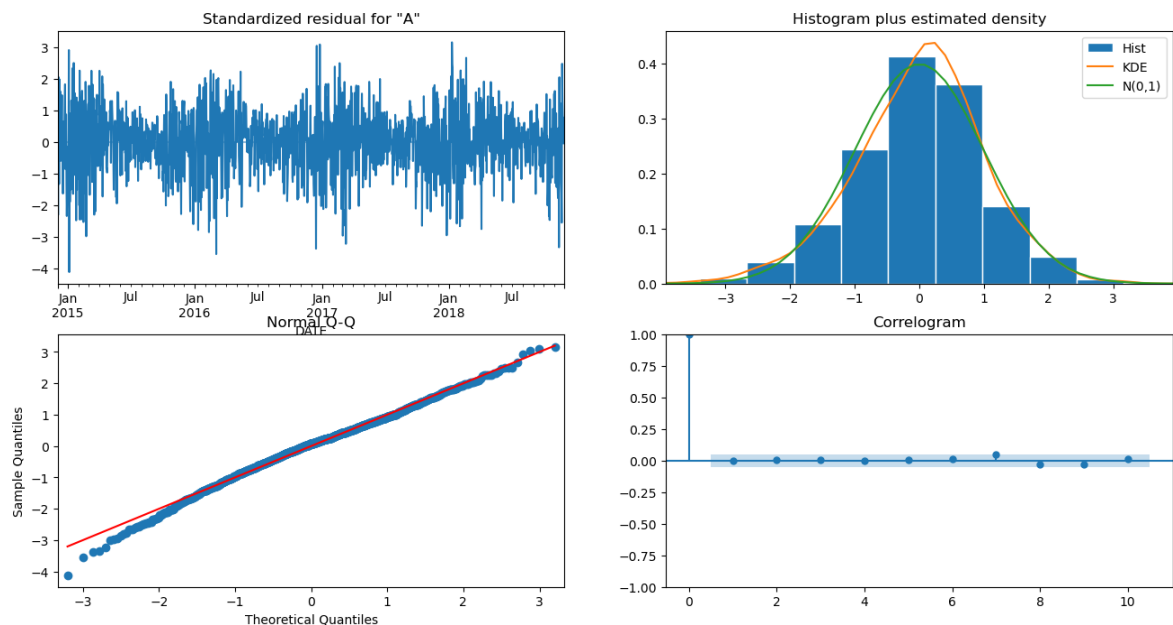 Standardized residual for "A"
3
2
1
0
−1
−2
−3
−4
Jan
2015
Jul
Jan
2016
Jul
Jan
2017
Jul
Jan
2018
Jul
DATE
Histogram plus estimated density
Hist
KDE
N(0,1)
0.4
0.3
0.2
0.1
0.0
−3 −2 −1 0 1 2 3
Normal Q-Q
Sample Quantiles
3
2
1
0
−1
−2
−3
−4
−3 −2 −1 0 1 2 3
Theoretical Quantiles
Correlogram
1.00
0.75
0.50
0.25
0.00
−0.25
−0.50
−0.75
−1.00
0 2 4 6 8 10